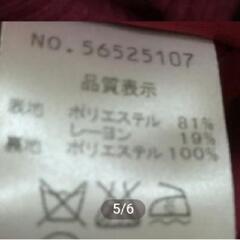 NO.56525107
品質表示
表地 ポリエステル 81%
レーヨン 19%
裏地 ポリエステル 100%
5/6